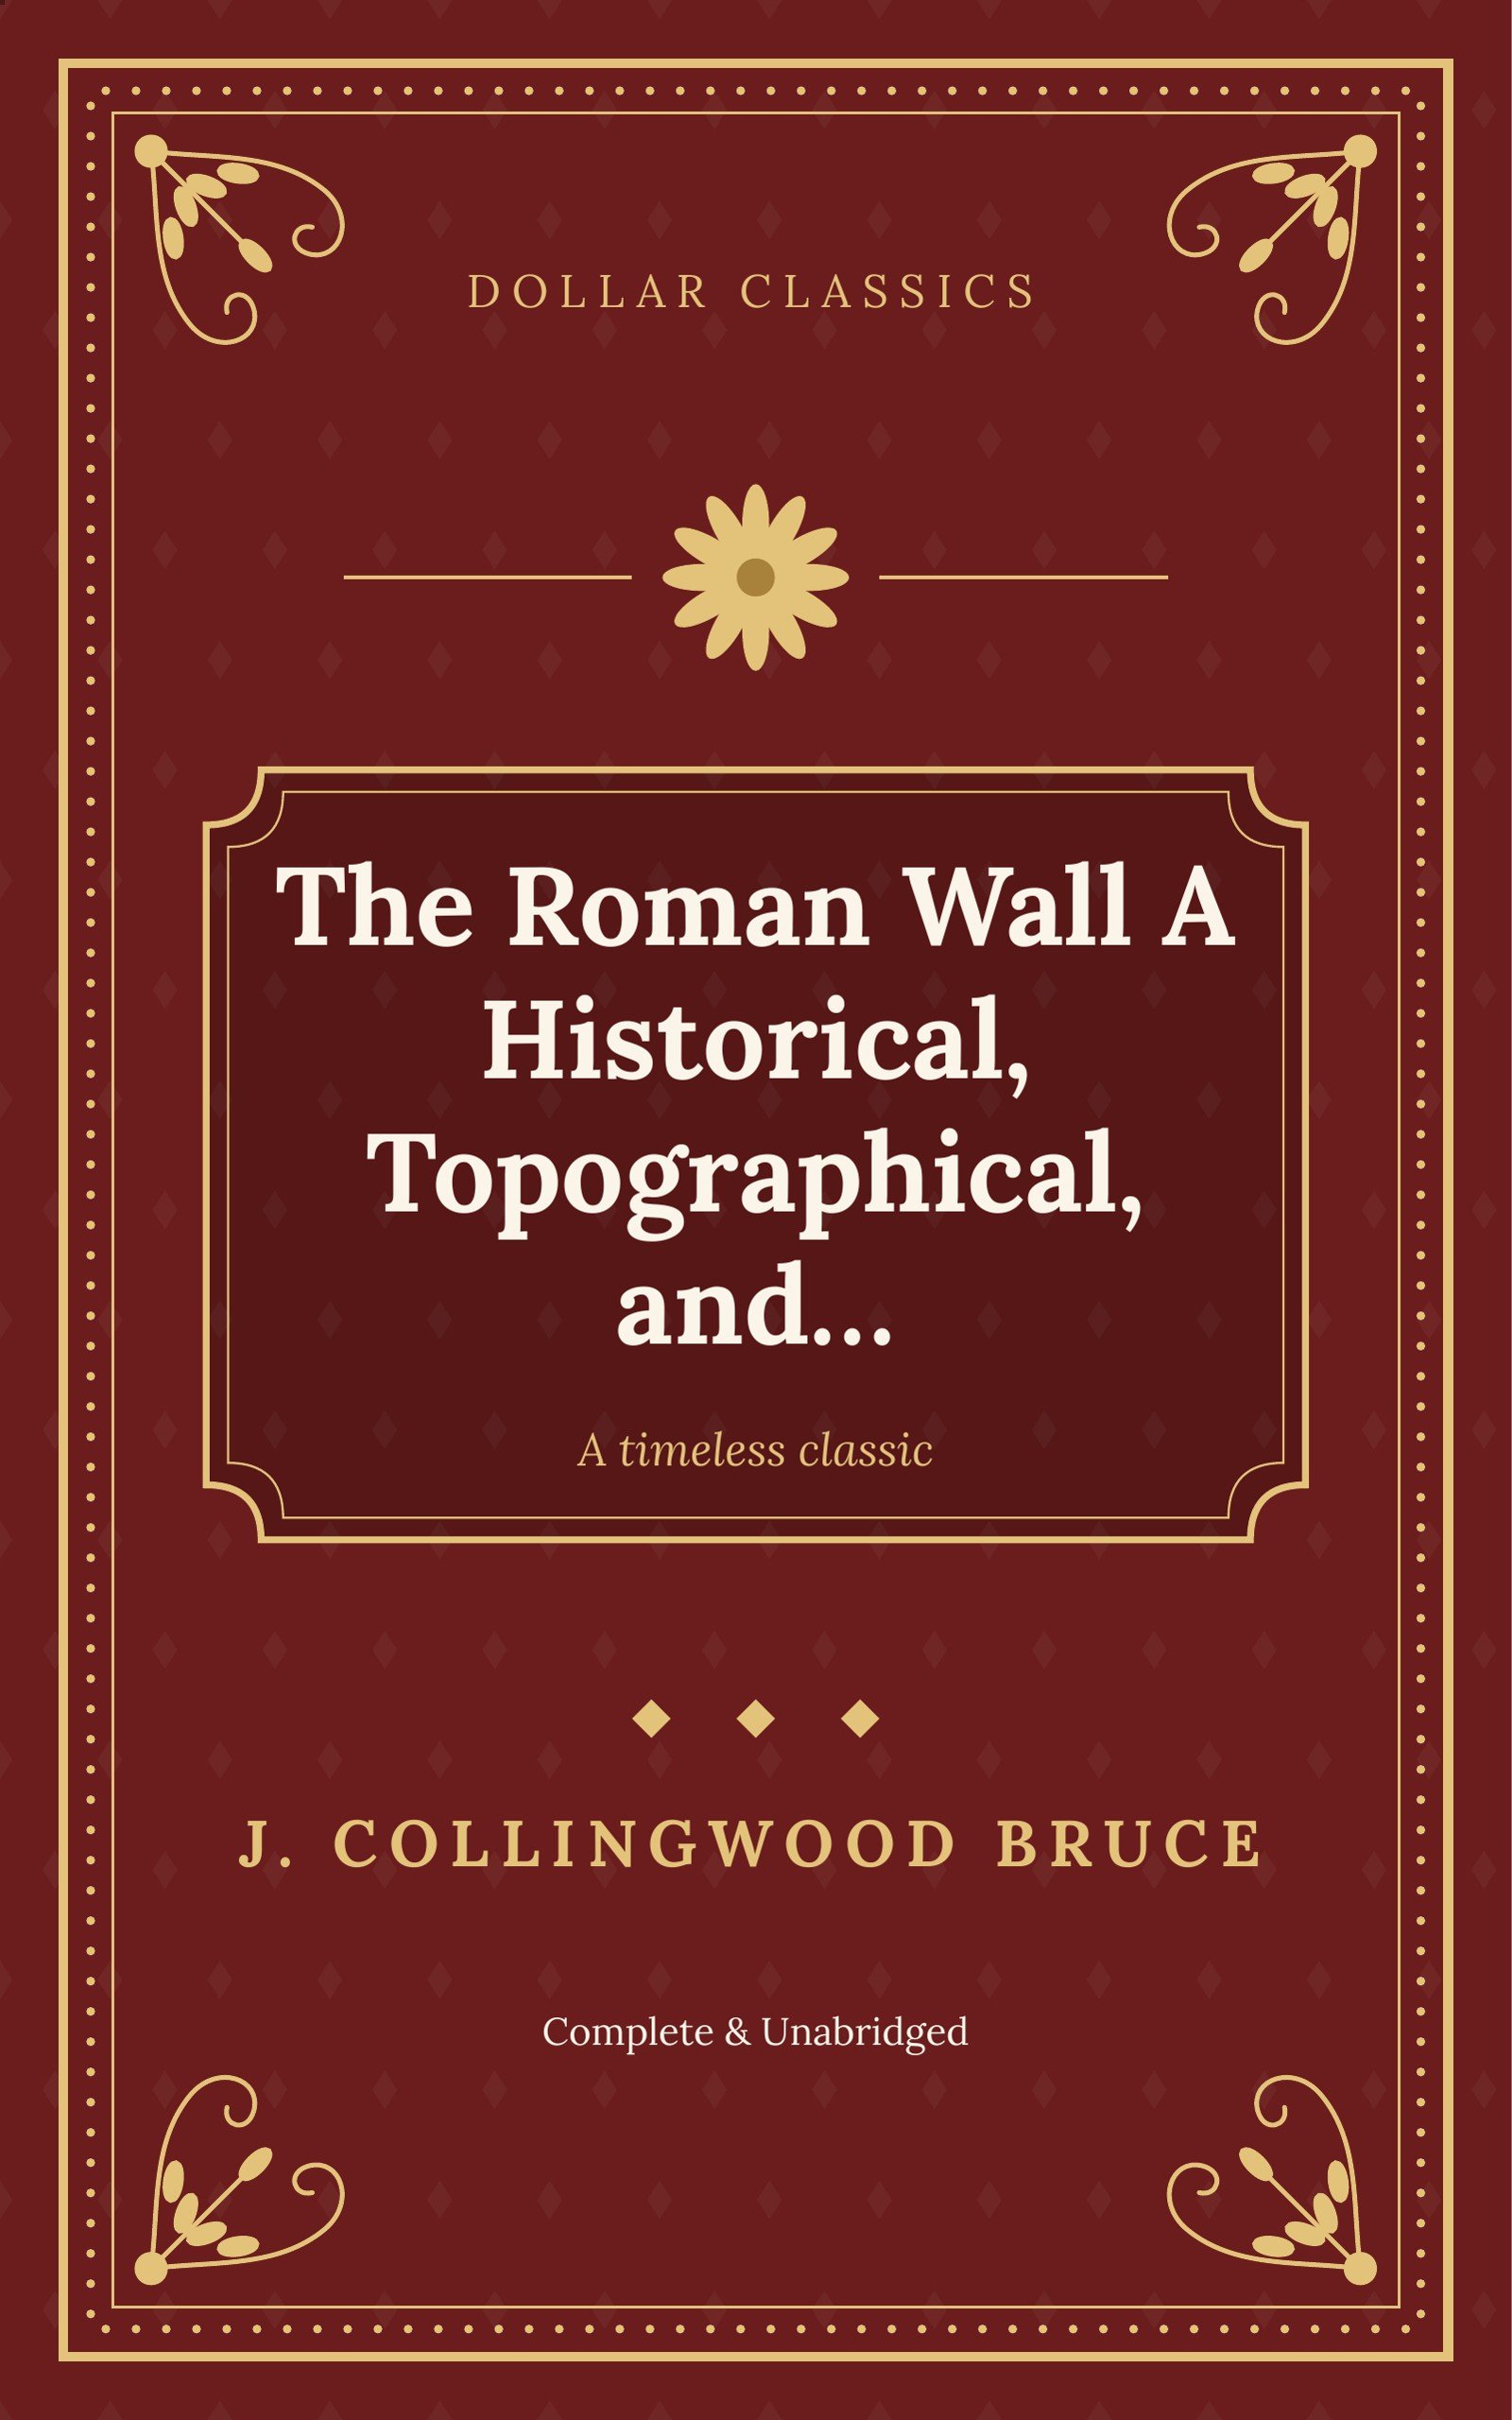 DOLLAR CLASSICS
The Roman Wall A
Historical,
Topographical,
and...
A timeless classic
J. COLLINGWOOD BRUCE
Complete & Unabridged